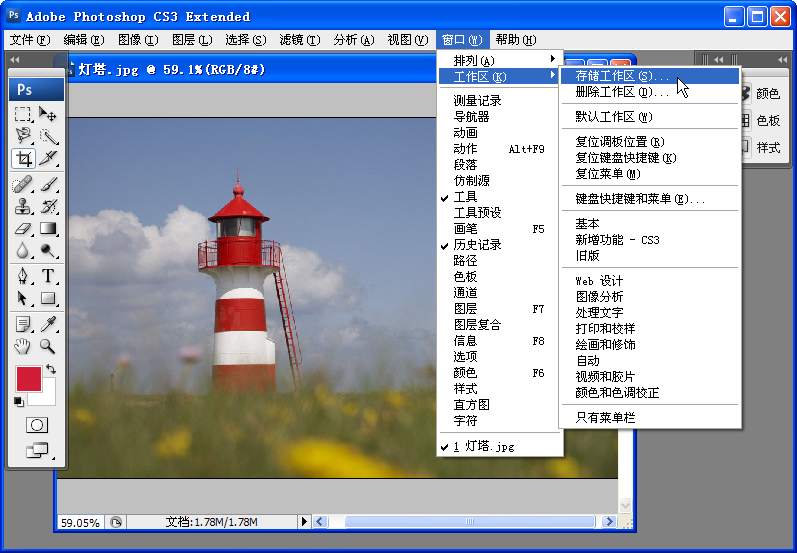 Ps Adobe Photoshop CS3 Extended
文件(F) 编辑(E) 图像(I) 图层(L) 选择(S) 滤镜(T) 分析(A) 视图(V) 窗口(W) 帮助(H)
灯塔.jpg @ 59.1%(RGB/8#)
Ps
T
排列(A)
工作区(K)
测量记录
导航器
动画
动作 Alt+F9
段落
仿制源
工具
工具预设
画笔 F5
历史记录
路径
色板
通道
图层 F7
图层复合
信息 F8
选项
颜色 F6
样式
直方图
字符
1 灯塔.jpg
存储工作区(S)...
删除工作区(D)...
默认工作区(W)
复位调板位置(R)
复位键盘快捷键(K)
复位菜单(M)
键盘快捷键和菜单(E)...
基本
新增功能 - CS3
旧版
Web 设计
图像分析
处理文字
打印和校样
绘画和修饰
自动
视频和胶片
颜色和色调校正
只有菜单栏
颜色
色板
样式
59.05% 文档:1.78M/1.78M